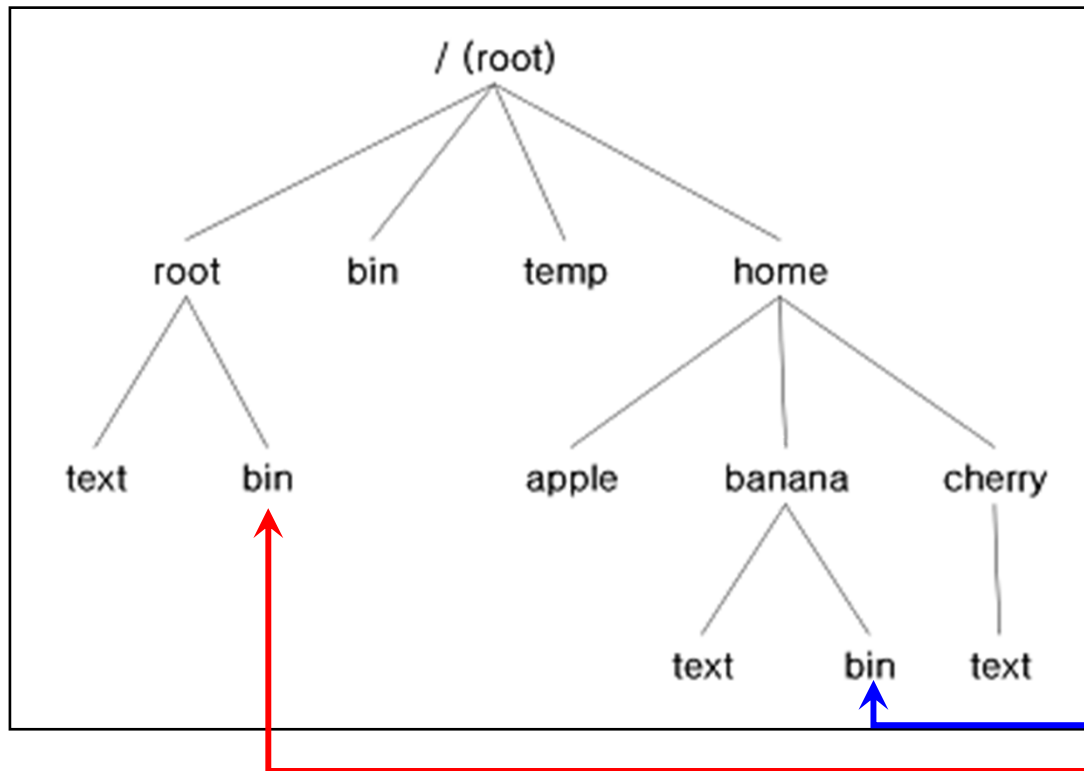 / (root)
root bin temp home
text bin apple banana cherry
text bin text